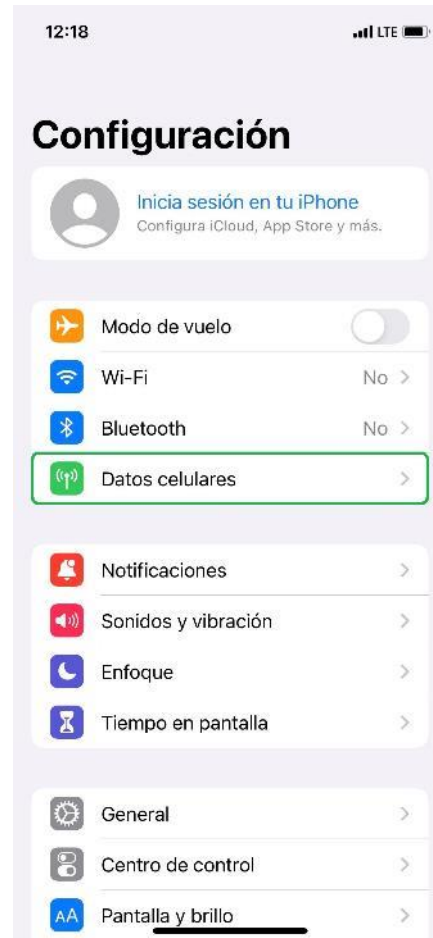 12:18
LTE
Configuración
Inicia sesión en tu iPhone
Configura iCloud, App Store y más.
Modo de vuelo
Wi-Fi No
Bluetooth No
Datos celulares
Notificaciones
Sonidos y vibración
Enfoque
Tiempo en pantalla
General
Centro de control
AA Pantalla y brillo